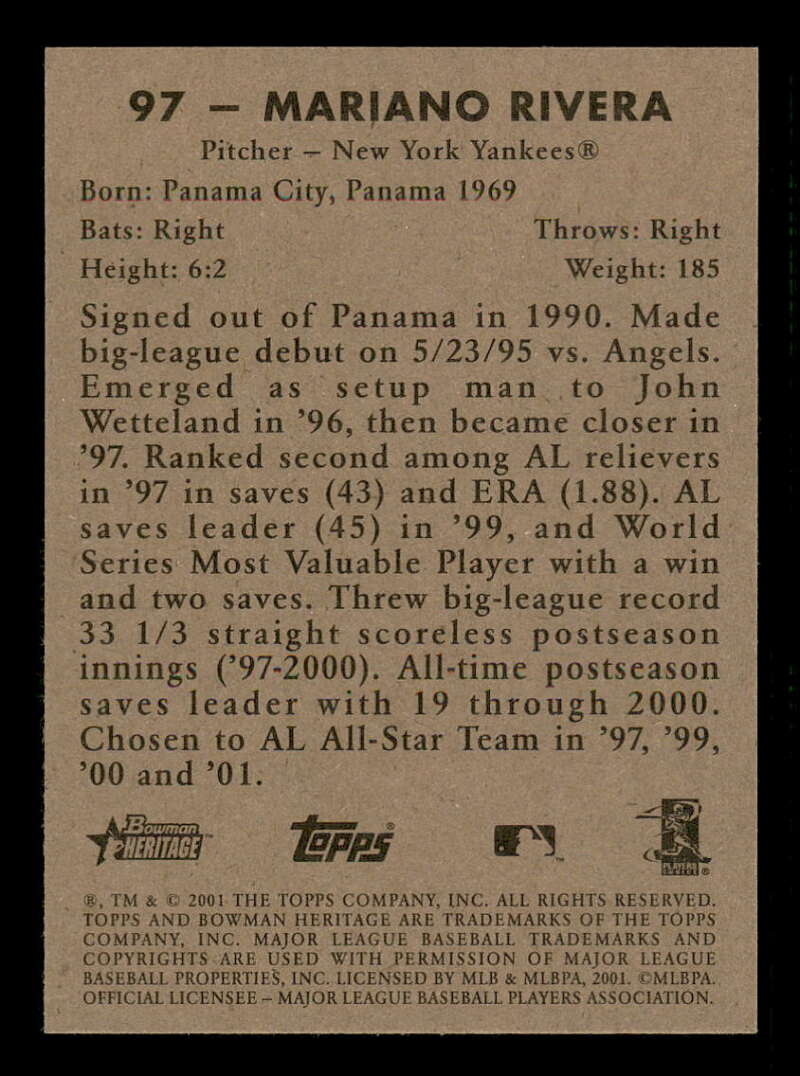 97 – MARIANO RIVERA
Pitcher – New York Yankees®
Born: Panama City, Panama 1969
Bats: Right Throws: Right
Height: 6:2 Weight: 185
Signed out of Panama in 1990. Made
big-league debut on 5/23/95 vs. Angels.
Emerged as setup man to John
Wetteland in ’96, then became closer in
’97. Ranked second among AL relievers
in ’97 in saves (43) and ERA (1.88). AL
saves leader (45) in ’99, and World
Series Most Valuable Player with a win
and two saves. Threw big-league record
33 1/3 straight scoreless postseason
innings (’97-2000). All-time postseason
saves leader with 19 through 2000.
Chosen to AL All-Star Team in ’97, ’99,
’00 and ’01.
Bowman HERITAGE™ Topps® ™ ®
®, TM & © 2001 THE TOPPS COMPANY, INC. ALL RIGHTS RESERVED.
TOPPS AND BOWMAN HERITAGE ARE TRADEMARKS OF THE TOPPS
COMPANY, INC. MAJOR LEAGUE BASEBALL TRADEMARKS AND
COPYRIGHTS ARE USED WITH PERMISSION OF MAJOR LEAGUE
BASEBALL PROPERTIES, INC. LICENSED BY MLB & MLBPA, 2001. ©MLBPA.
OFFICIAL LICENSEE – MAJOR LEAGUE BASEBALL PLAYERS ASSOCIATION.